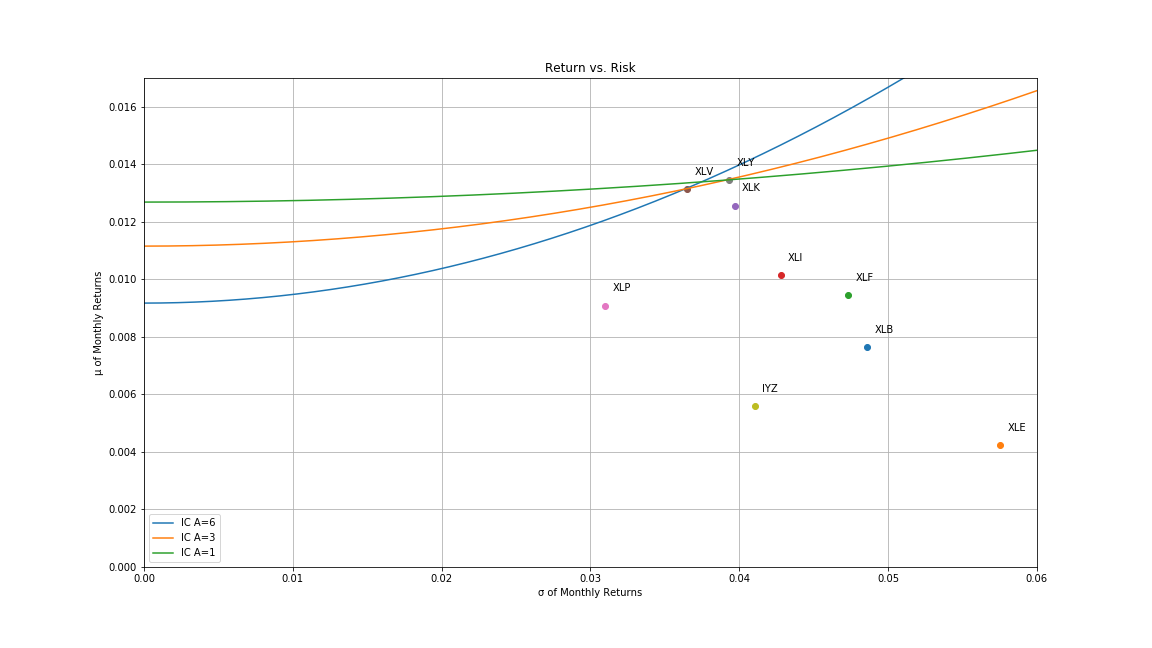 Return vs. Risk
0.016
0.014
0.012
0.010
0.008
0.006
0.004
0.002
0.000
μ of Monthly Returns
XLY
XLV
XLK
XLI
XLF
XLP
XLB
IYZ
XLE
IC A=6
IC A=3
IC A=1
0.00 0.01 0.02 0.03 0.04 0.05 0.06
σ of Monthly Returns